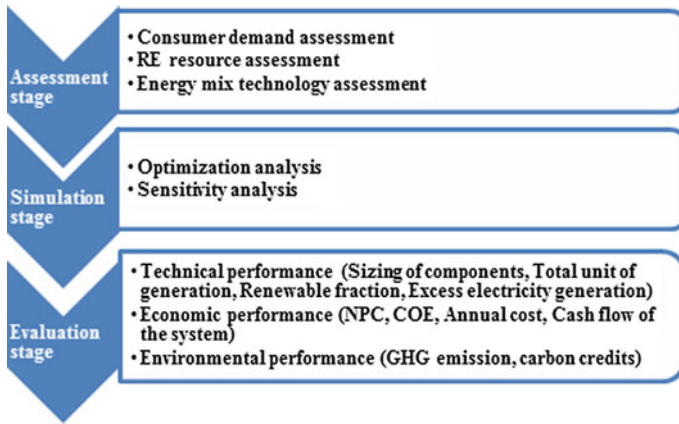 Assessment
stage
• Consumer demand assessment
• RE resource assessment
• Energy mix technology assessment
Simulation
stage
• Optimization analysis
• Sensitivity analysis
Evaluation
stage
• Technical performance (Sizing of components, Total unit of
generation, Renewable fraction, Excess electricity generation)
• Economic performance (NPC, COE, Annual cost, Cash flow of
the system)
• Environmental performance (GHG emission, carbon credits)